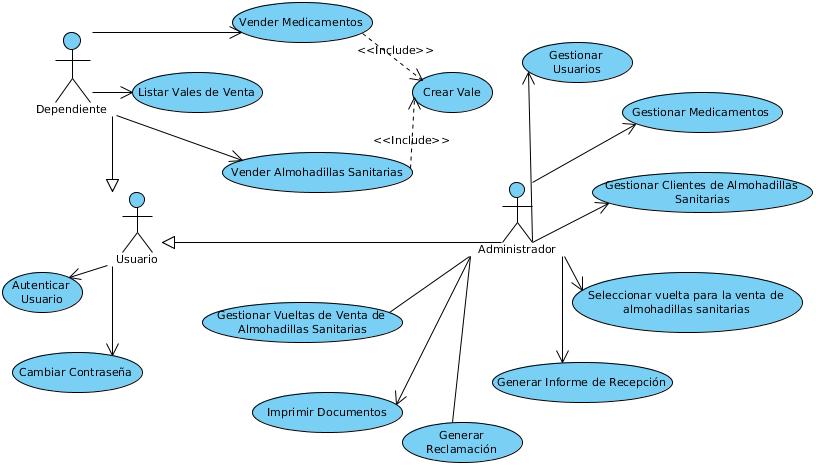 Vender Medicamentos
<<Include>>
Gestionar
Usuarios
Listar Vales de Venta
Crear Vale
Dependiente
Gestionar Medicamentos
<<Include>>
Vender Almohadillas Sanitarias
Gestionar Clientes de Almohadillas
Sanitarias
Administrador
Usuario
Autenticar
Usuario
Seleccionar vuelta para la venta de
almohadillas sanitarias
Gestionar Vueltas de Venta de
Almohadillas Sanitarias
Cambiar Contraseña
Generar Informe de Recepción
Imprimir Documentos
Generar
Reclamación